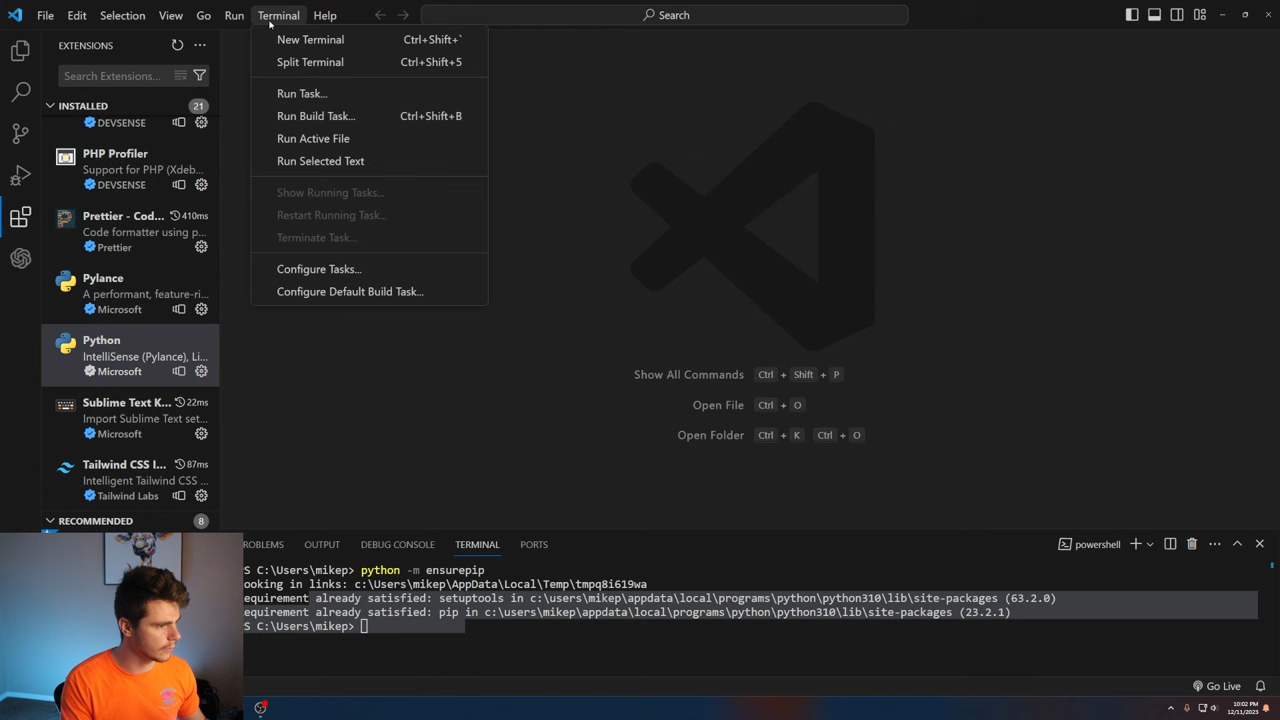 File Edit Selection View Go Run Terminal Help
Search
EXTENSIONS
Search Extensions...
INSTALLED 21
DEVSENSE
PHP Profiler
Support for PHP (Xdeb...
DEVSENSE
Prettier - Cod... 410ms
Code formatter using p...
Prettier
Pylance
A performant, feature-ri...
Microsoft
Python
IntelliSense (Pylance), Li...
Microsoft
Sublime Text K... 22ms
Import Sublime Text set...
Microsoft
Tailwind CSS I... 87ms
Intelligent Tailwind CSS ...
Tailwind Labs
RECOMMENDED 8
New Terminal Ctrl+Shift+`
Split Terminal Ctrl+Shift+5
Run Task...
Run Build Task... Ctrl+Shift+B
Run Active File
Run Selected Text
Show Running Tasks...
Restart Running Task...
Terminate Task...
Configure Tasks...
Configure Default Build Task...
Show All Commands Ctrl + Shift + P
Open File Ctrl + O
Open Folder Ctrl + K Ctrl + O
ROBLEMS OUTPUT DEBUG CONSOLE TERMINAL PORTS
powershell
S C:\Users\mikep> python -m ensurepip
ooking in links: c:\Users\mikep\AppData\Local\Temp\tmpq8i619wa
equirement already satisfied: setuptools in c:\users\mikep\appdata\local\programs\python\python310\lib\site-packages (63.2.0)
equirement already satisfied: pip in c:\users\mikep\appdata\local\programs\python\python310\lib\site-packages (23.2.1)
S C:\Users\mikep>
Go Live
10:02 PM
12/11/2023